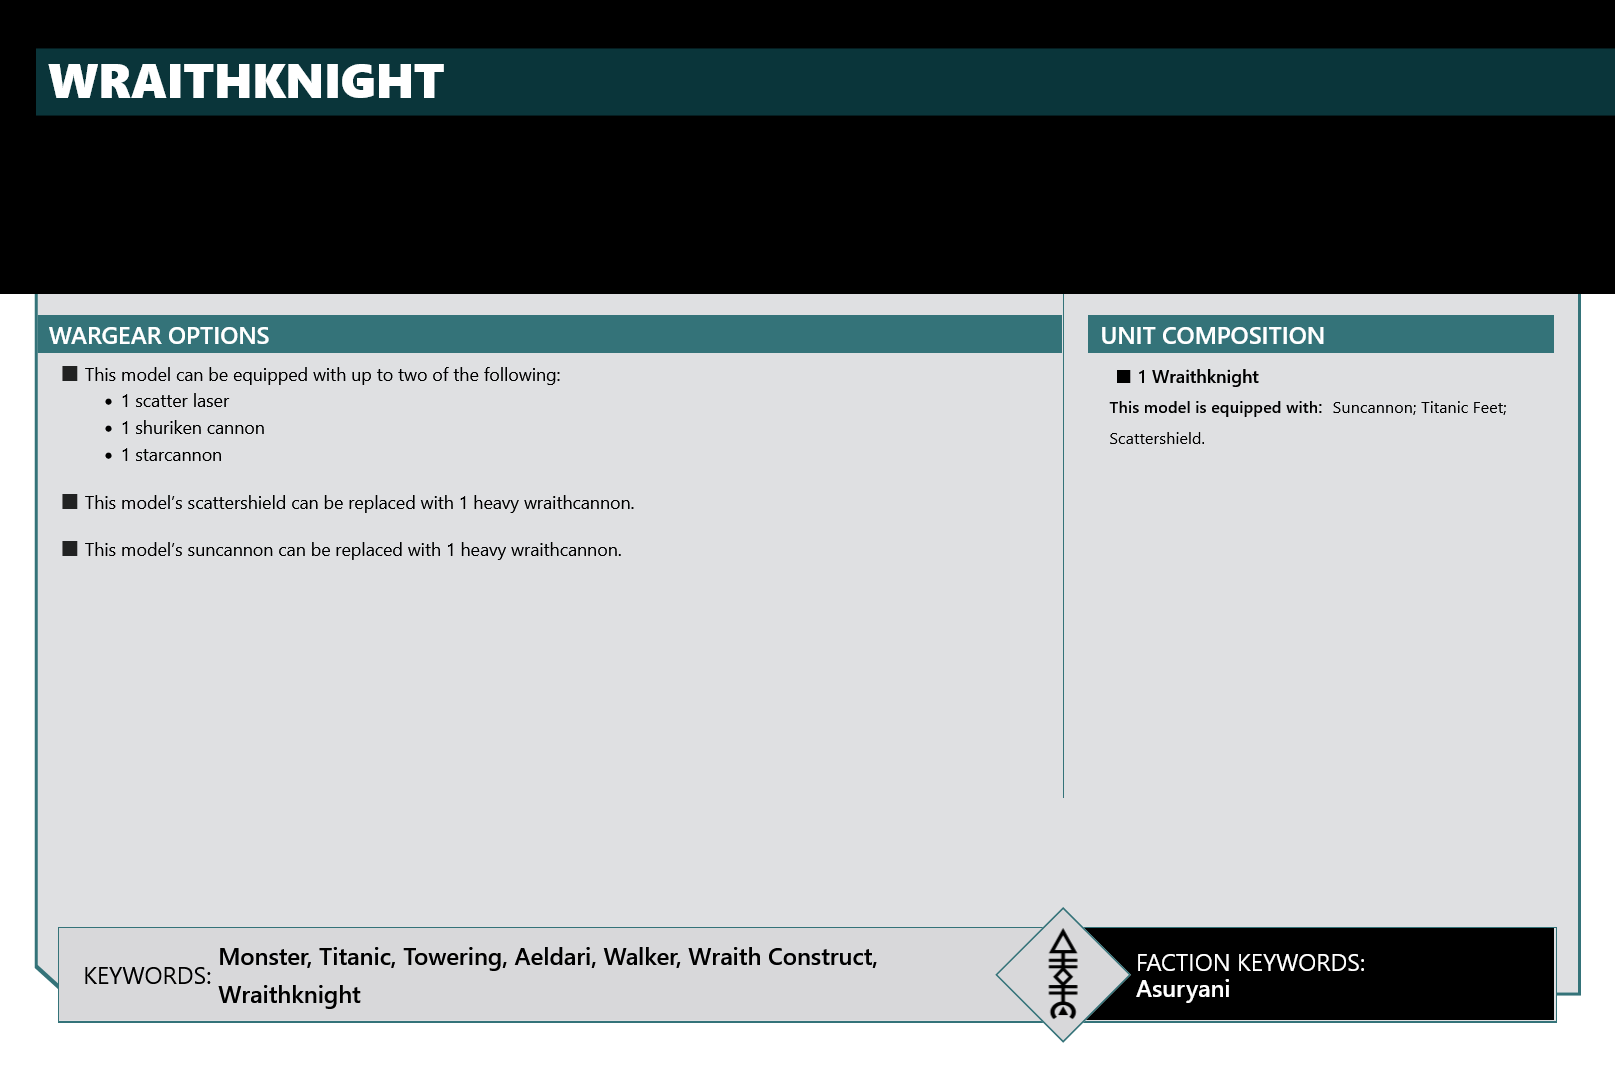 WRAITHKNIGHT
WARGEAR OPTIONS
■ This model can be equipped with up to two of the following:
• 1 scatter laser
• 1 shuriken cannon
• 1 starcannon
■ This model's scattershield can be replaced with 1 heavy wraithcannon.
■ This model's suncannon can be replaced with 1 heavy wraithcannon.
UNIT COMPOSITION
■ 1 Wraithknight
This model is equipped with: Suncannon; Titanic Feet;
Scattershield.
KEYWORDS: Monster, Titanic, Towering, Aeldari, Walker, Wraith Construct,
Wraithknight
FACTION KEYWORDS:
Asuryani